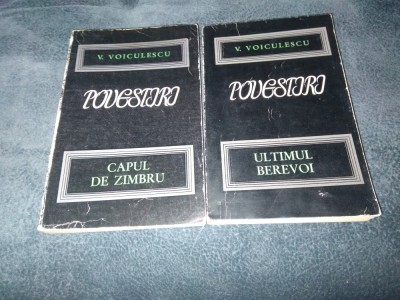 V. VOICULESCU
POVESTIRI
CAPUL
DE ZIMBRU
V. VOICULESCU
POVESTIRI
ULTIMUL
BEREVOI